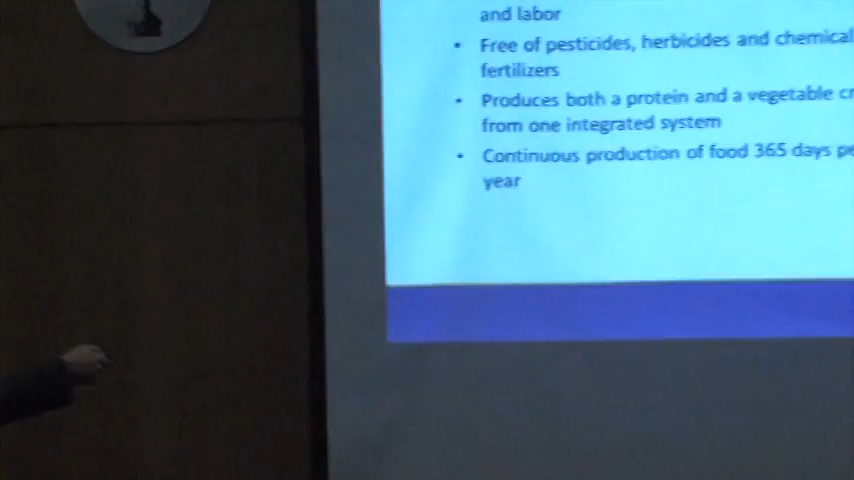 and labor
• Free of pesticides, herbicides and chemical
fertilizers
• Produces both a protein and a vegetable cr
from one integrated system
• Continuous production of food 365 days pe
year